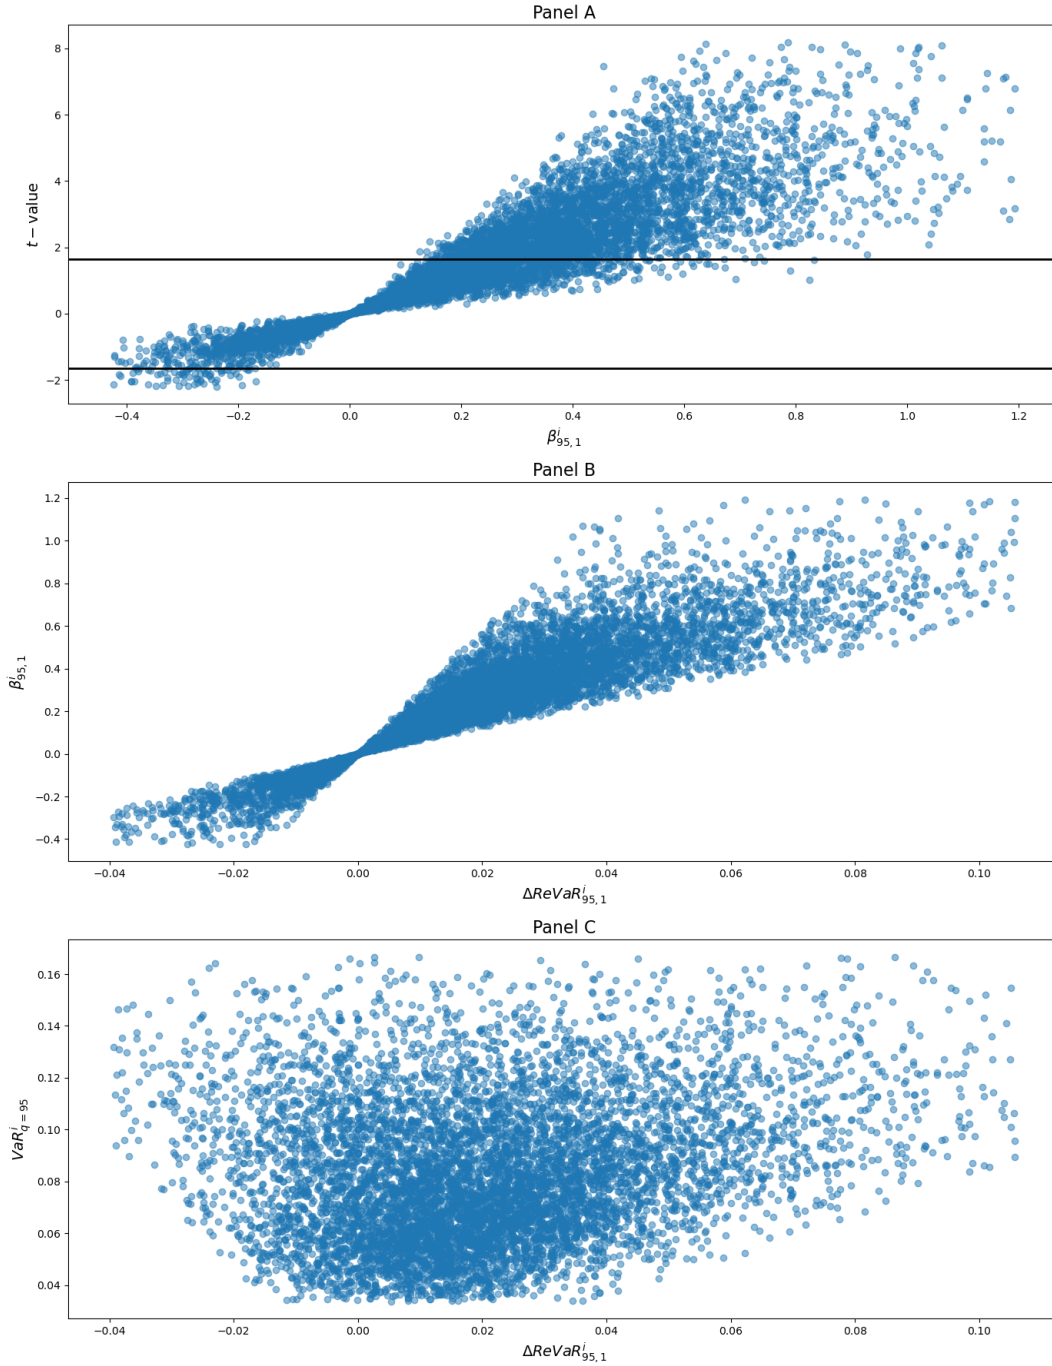 Panel A
8
6
4
2
0
−2
t − value
−0.4 −0.2 0.0 0.2 0.4 0.6 0.8 1.0 1.2
β^i_{95,1}
Panel B
1.2
1.0
0.8
0.6
0.4
0.2
0.0
−0.2
−0.4
β^i_{95,1}
−0.04 −0.02 0.00 0.02 0.04 0.06 0.08 0.10
ΔReVaR^i_{95,1}
Panel C
0.16
0.14
0.12
0.10
0.08
0.06
0.04
VaR^i_{q=95}
−0.04 −0.02 0.00 0.02 0.04 0.06 0.08 0.10
ΔReVaR^i_{95,1}